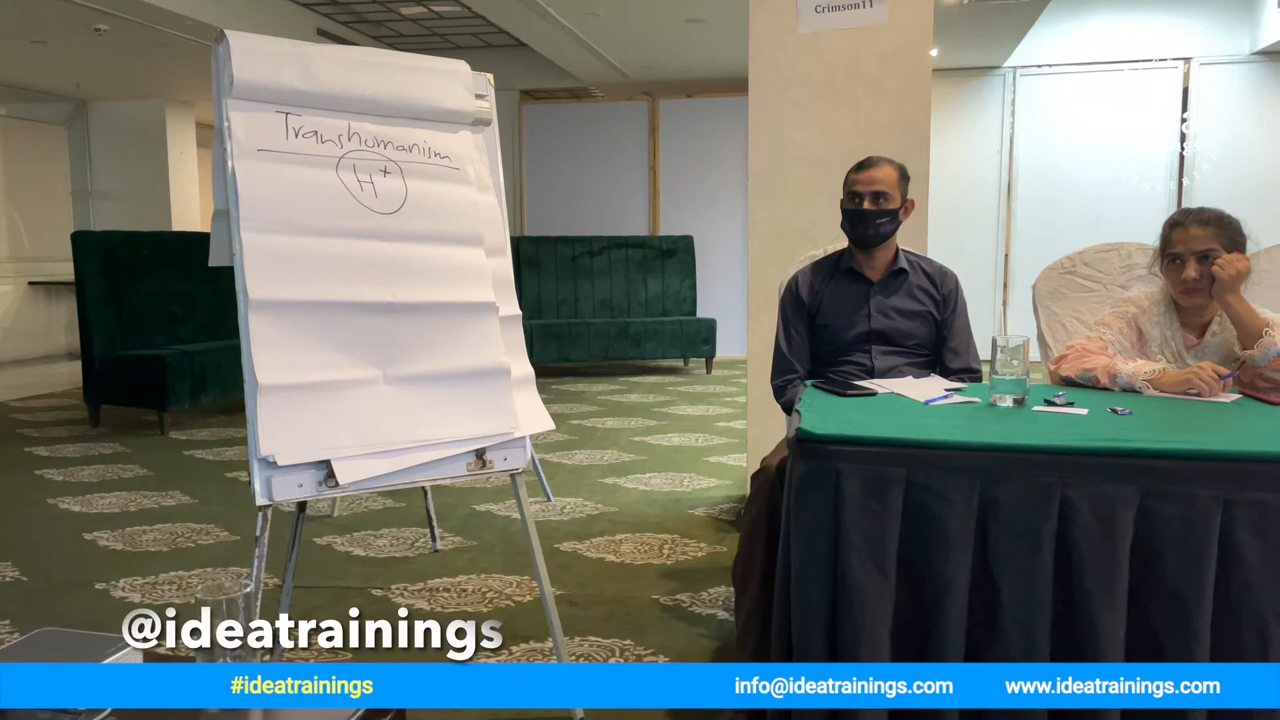 Crimson11
Transhumanism
H+
@ideatrainings
#ideatrainings
info@ideatrainings.com
www.ideatrainings.com